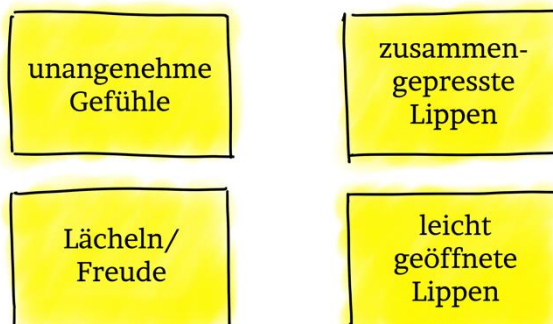 unangenehme
Gefühle
zusammen-
gepresste
Lippen
Lächeln/
Freude
leicht
geöffnete
Lippen